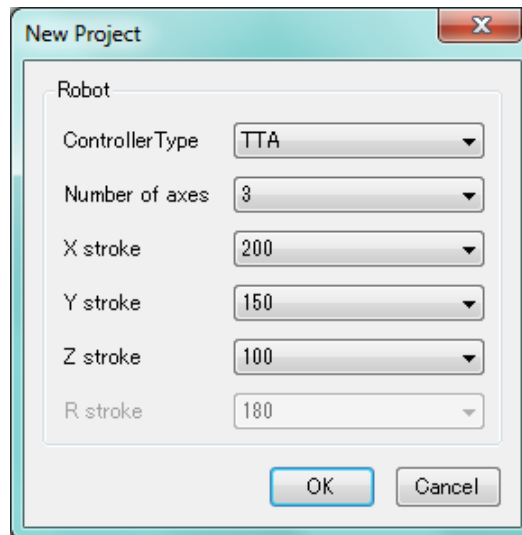 New Project
Robot
ControllerType TTA
Number of axes 3
X stroke 200
Y stroke 150
Z stroke 100
R stroke 180
OK Cancel